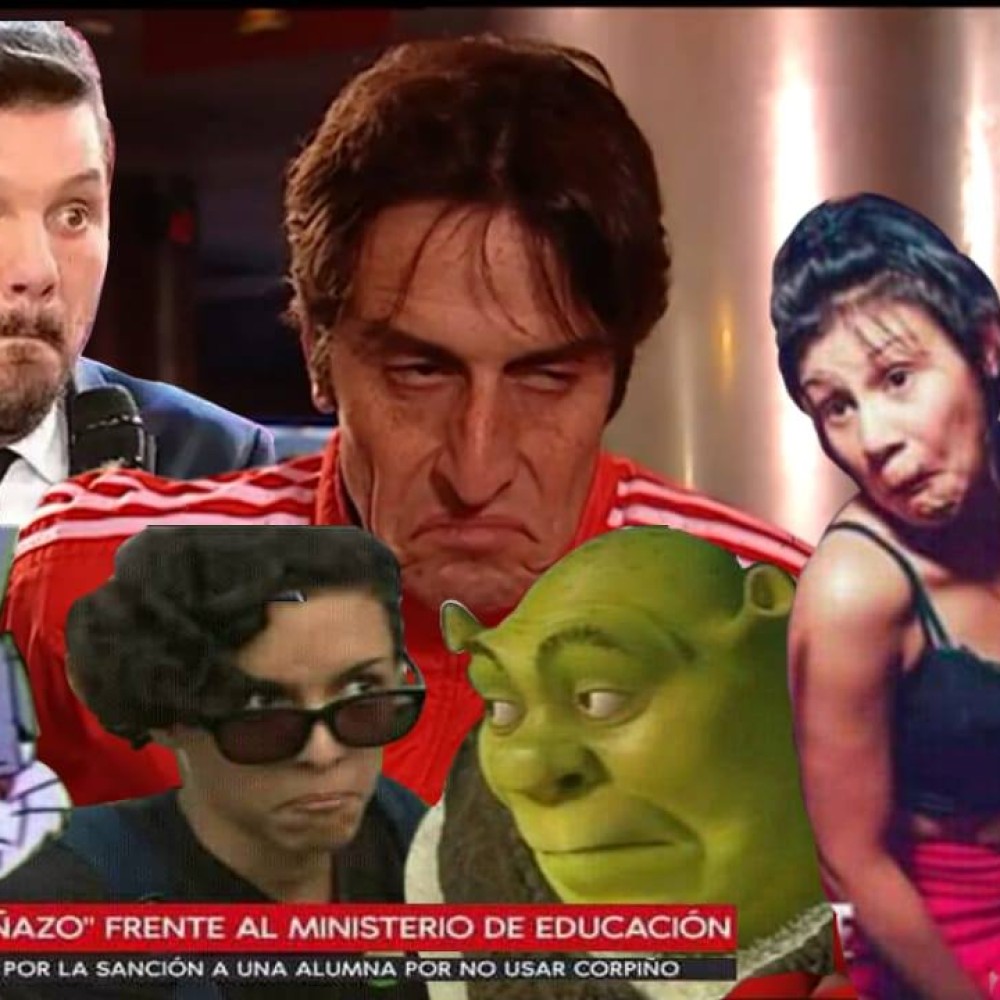 ÑAZO" FRENTE AL MINISTERIO DE EDUCACIÓN
POR LA SANCIÓN A UNA ALUMNA POR NO USAR CORPIÑO